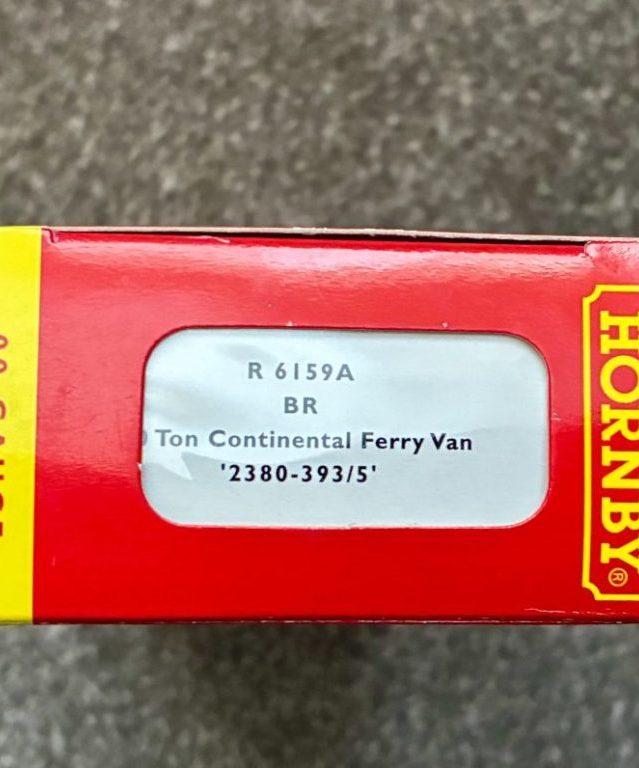 R 6159A
BR
Ton Continental Ferry Van
'2380-393/5'
HORNBY®